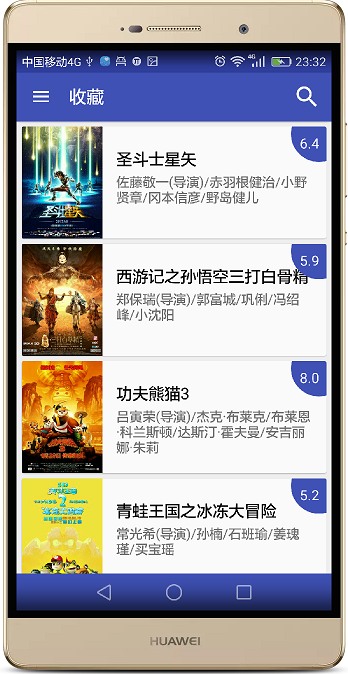 中国移动4G 4G 23:32
收藏
6.4
圣斗士星矢
佐藤敬一(导演)/赤羽根健治/小野
贤章/冈本信彦/野岛健儿
圣斗士星矢
5.9
西游记之孙悟空三打白骨精
郑保瑞(导演)/郭富城/巩俐/冯绍
峰/小沈阳
8.0
功夫熊猫3
吕寅荣(导演)/杰克·布莱克/布莱恩
·科兰斯顿/达斯汀·霍夫曼/安吉丽
娜·朱莉
5.2
青蛙王国之冰冻大冒险
常光希(导演)/孙楠/石班瑜/姜瑰
瑾/买宝瑶
HUAWEI